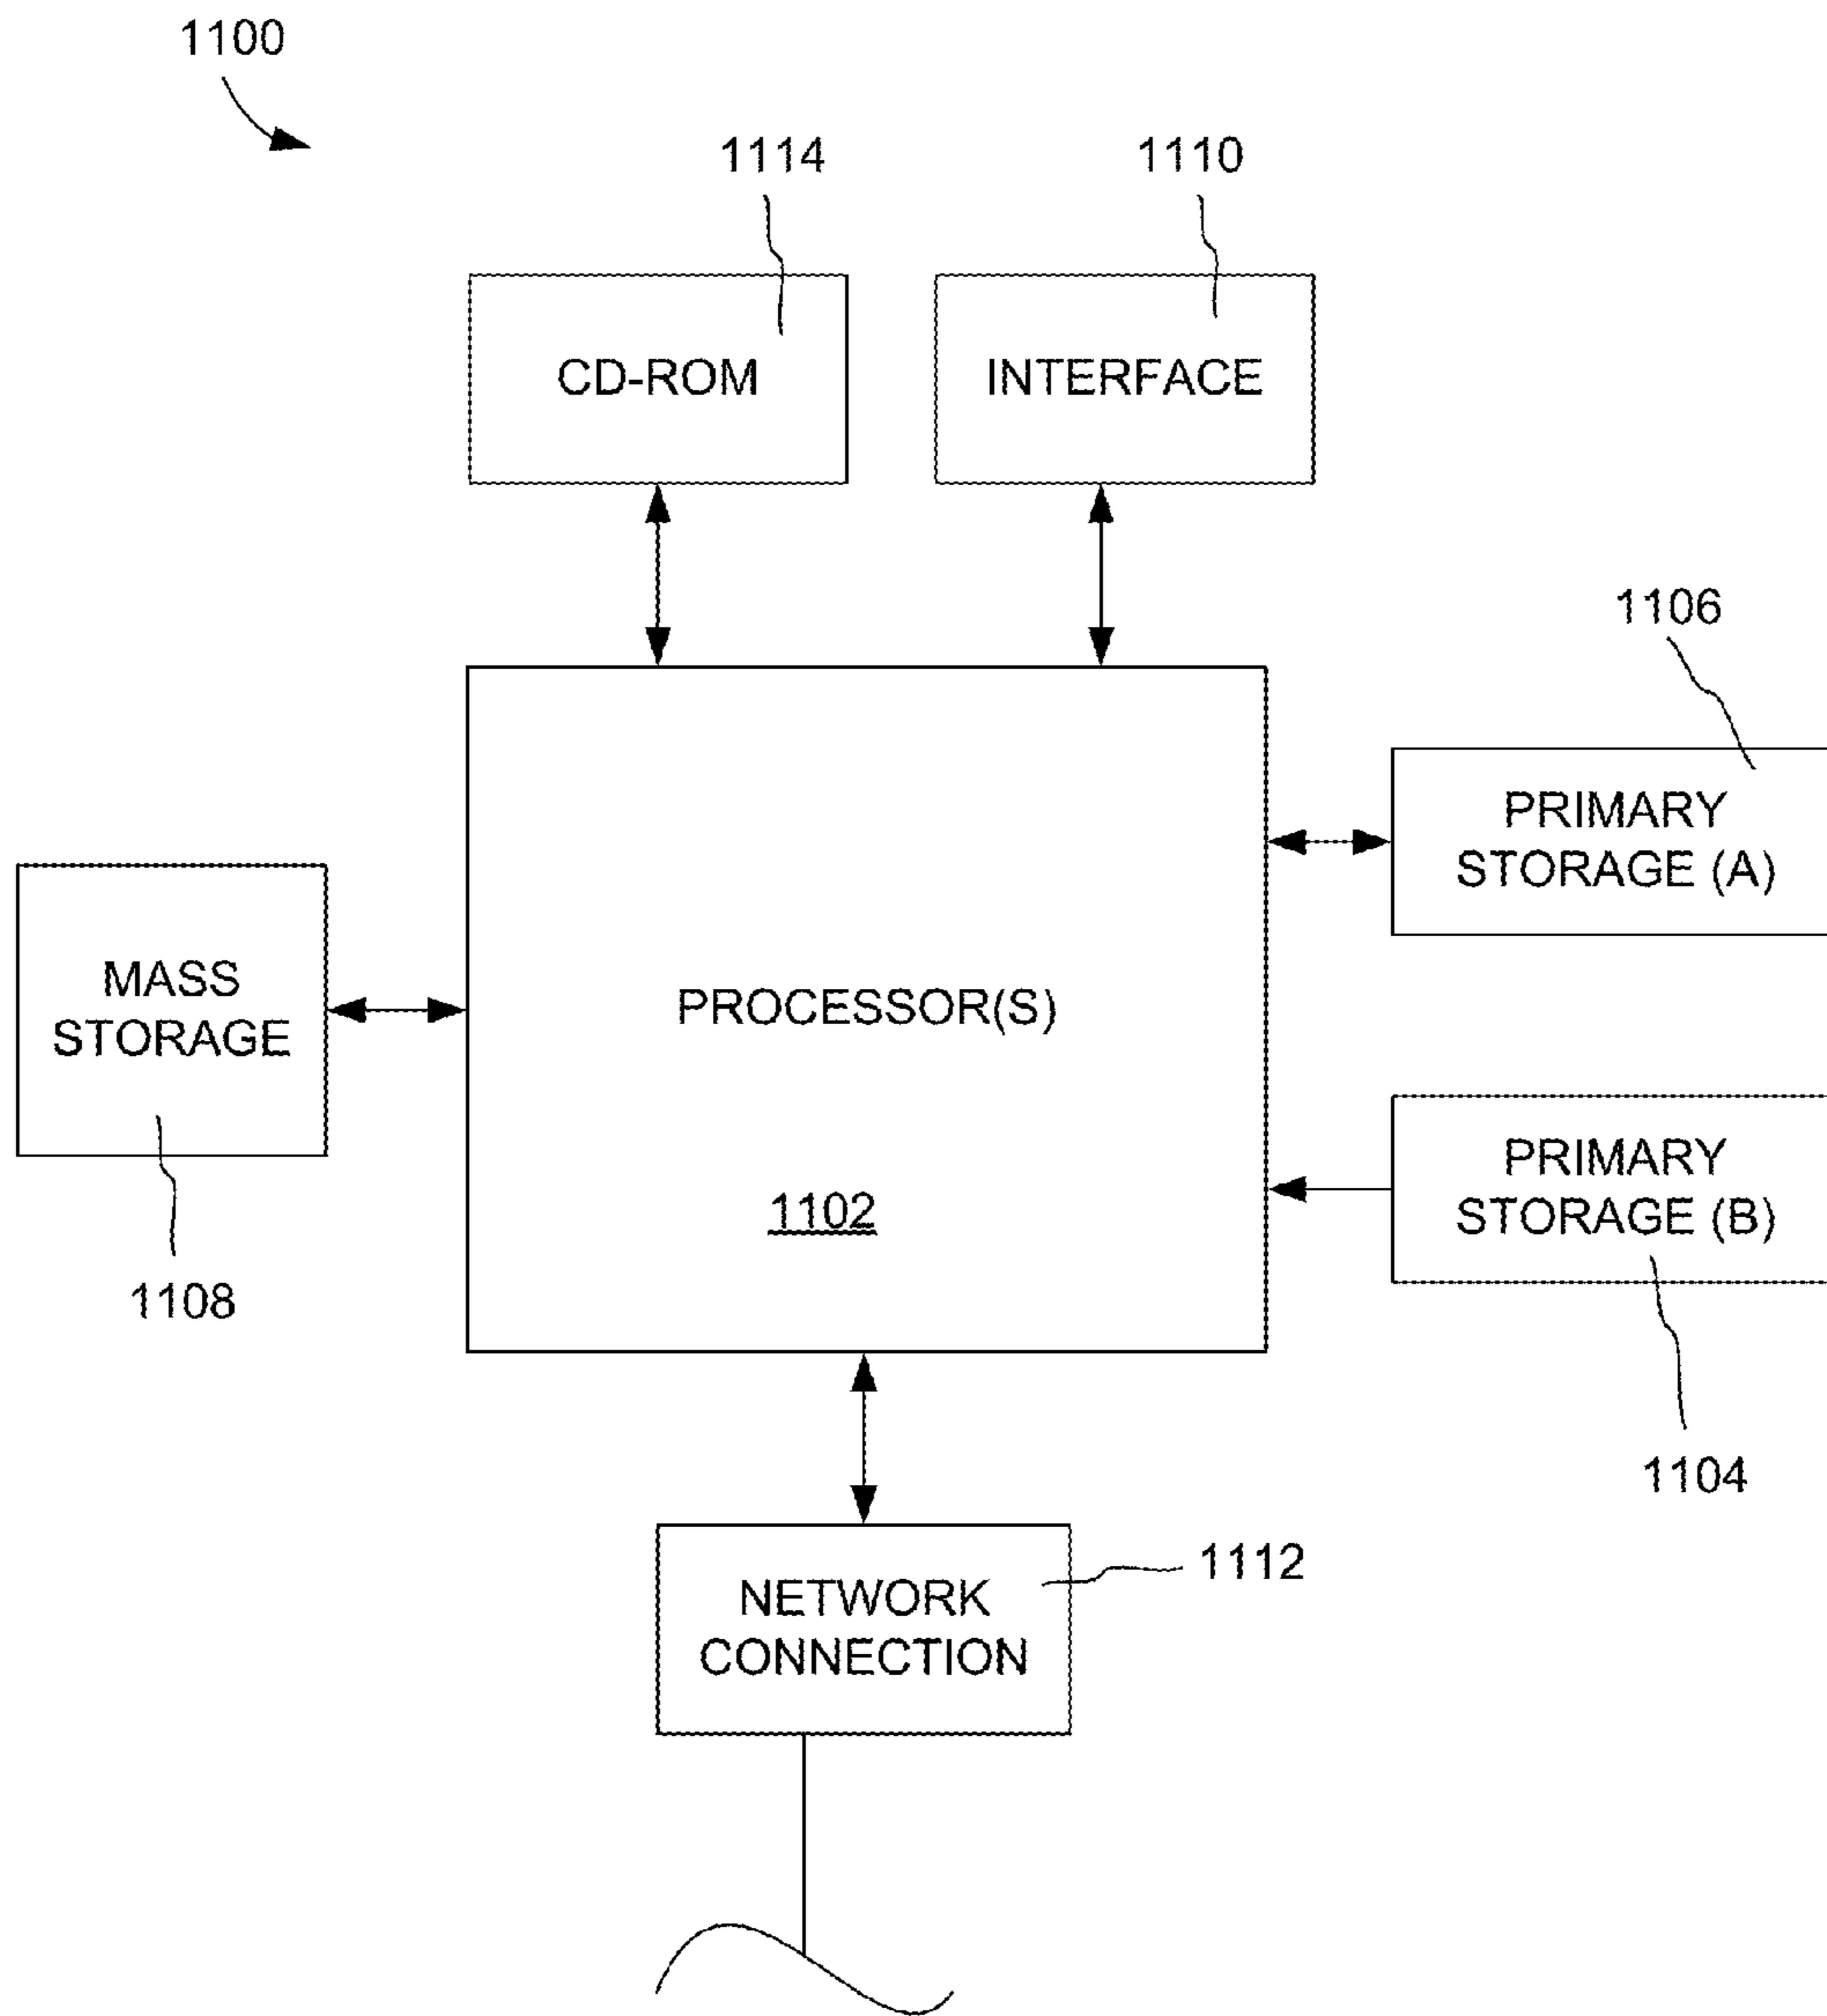 1100
1114
1110
CD-ROM
INTERFACE
1106
PRIMARY
STORAGE (A)
MASS
STORAGE
PROCESSOR(S)
1102
PRIMARY
STORAGE (B)
1108
1104
1112
NETWORK
CONNECTION